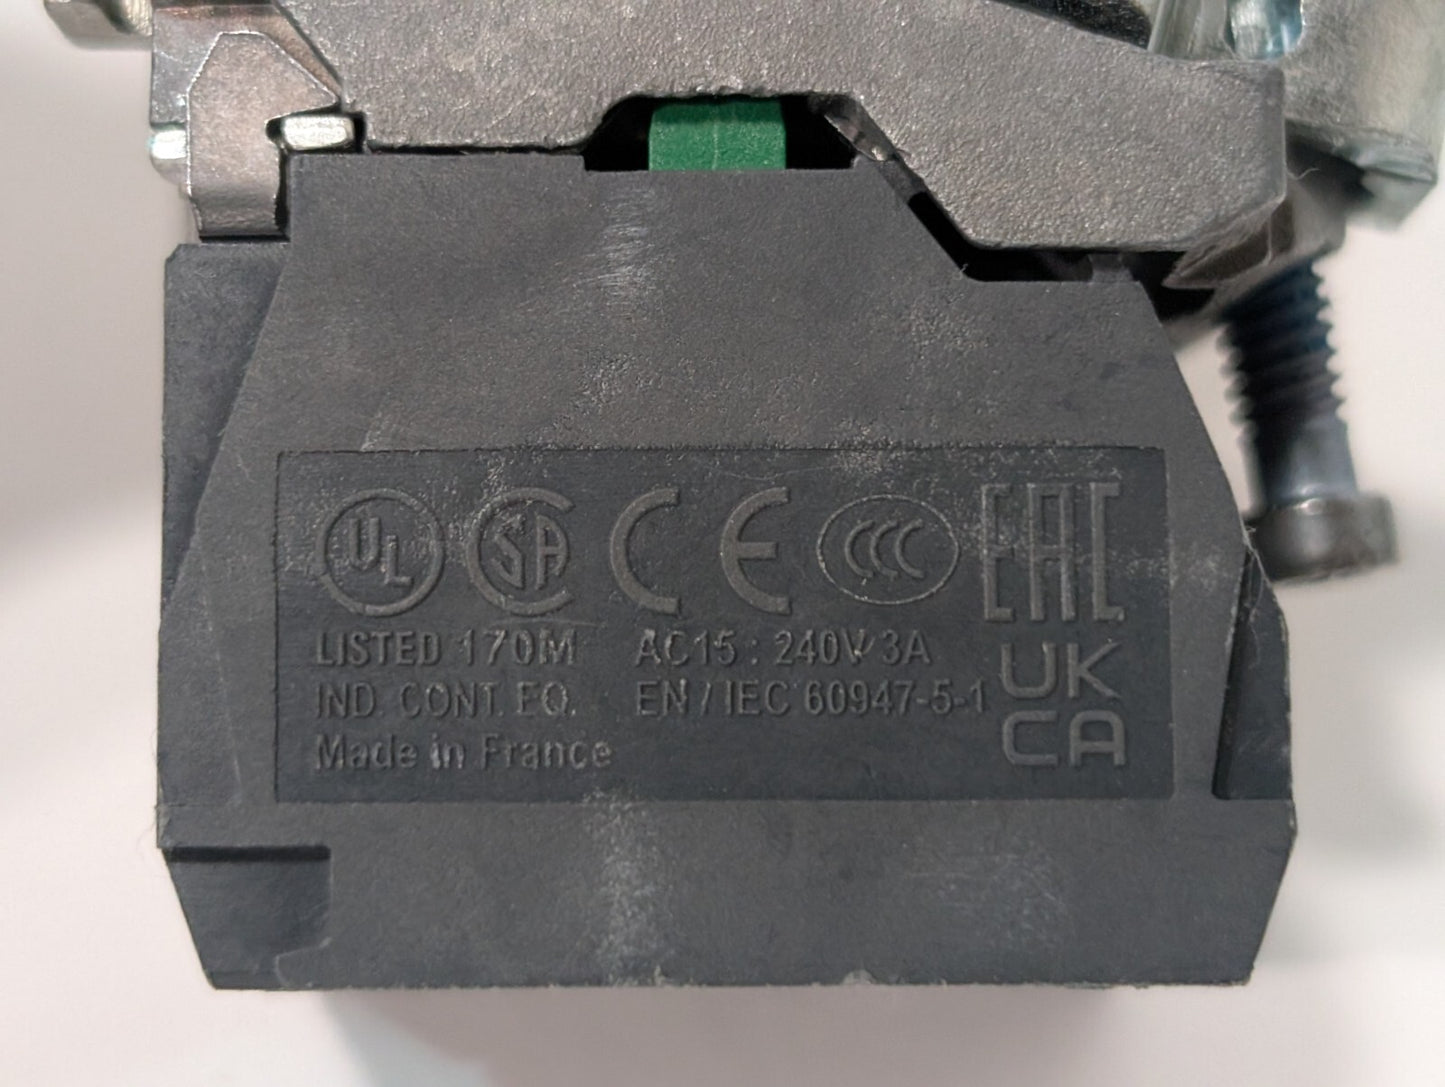 UL SA CE CCC EAC
LISTED 170M AC15 : 240V 3A
IND. CONT. EQ. EN / IEC 60947-5-1
Made in France
UK
CA